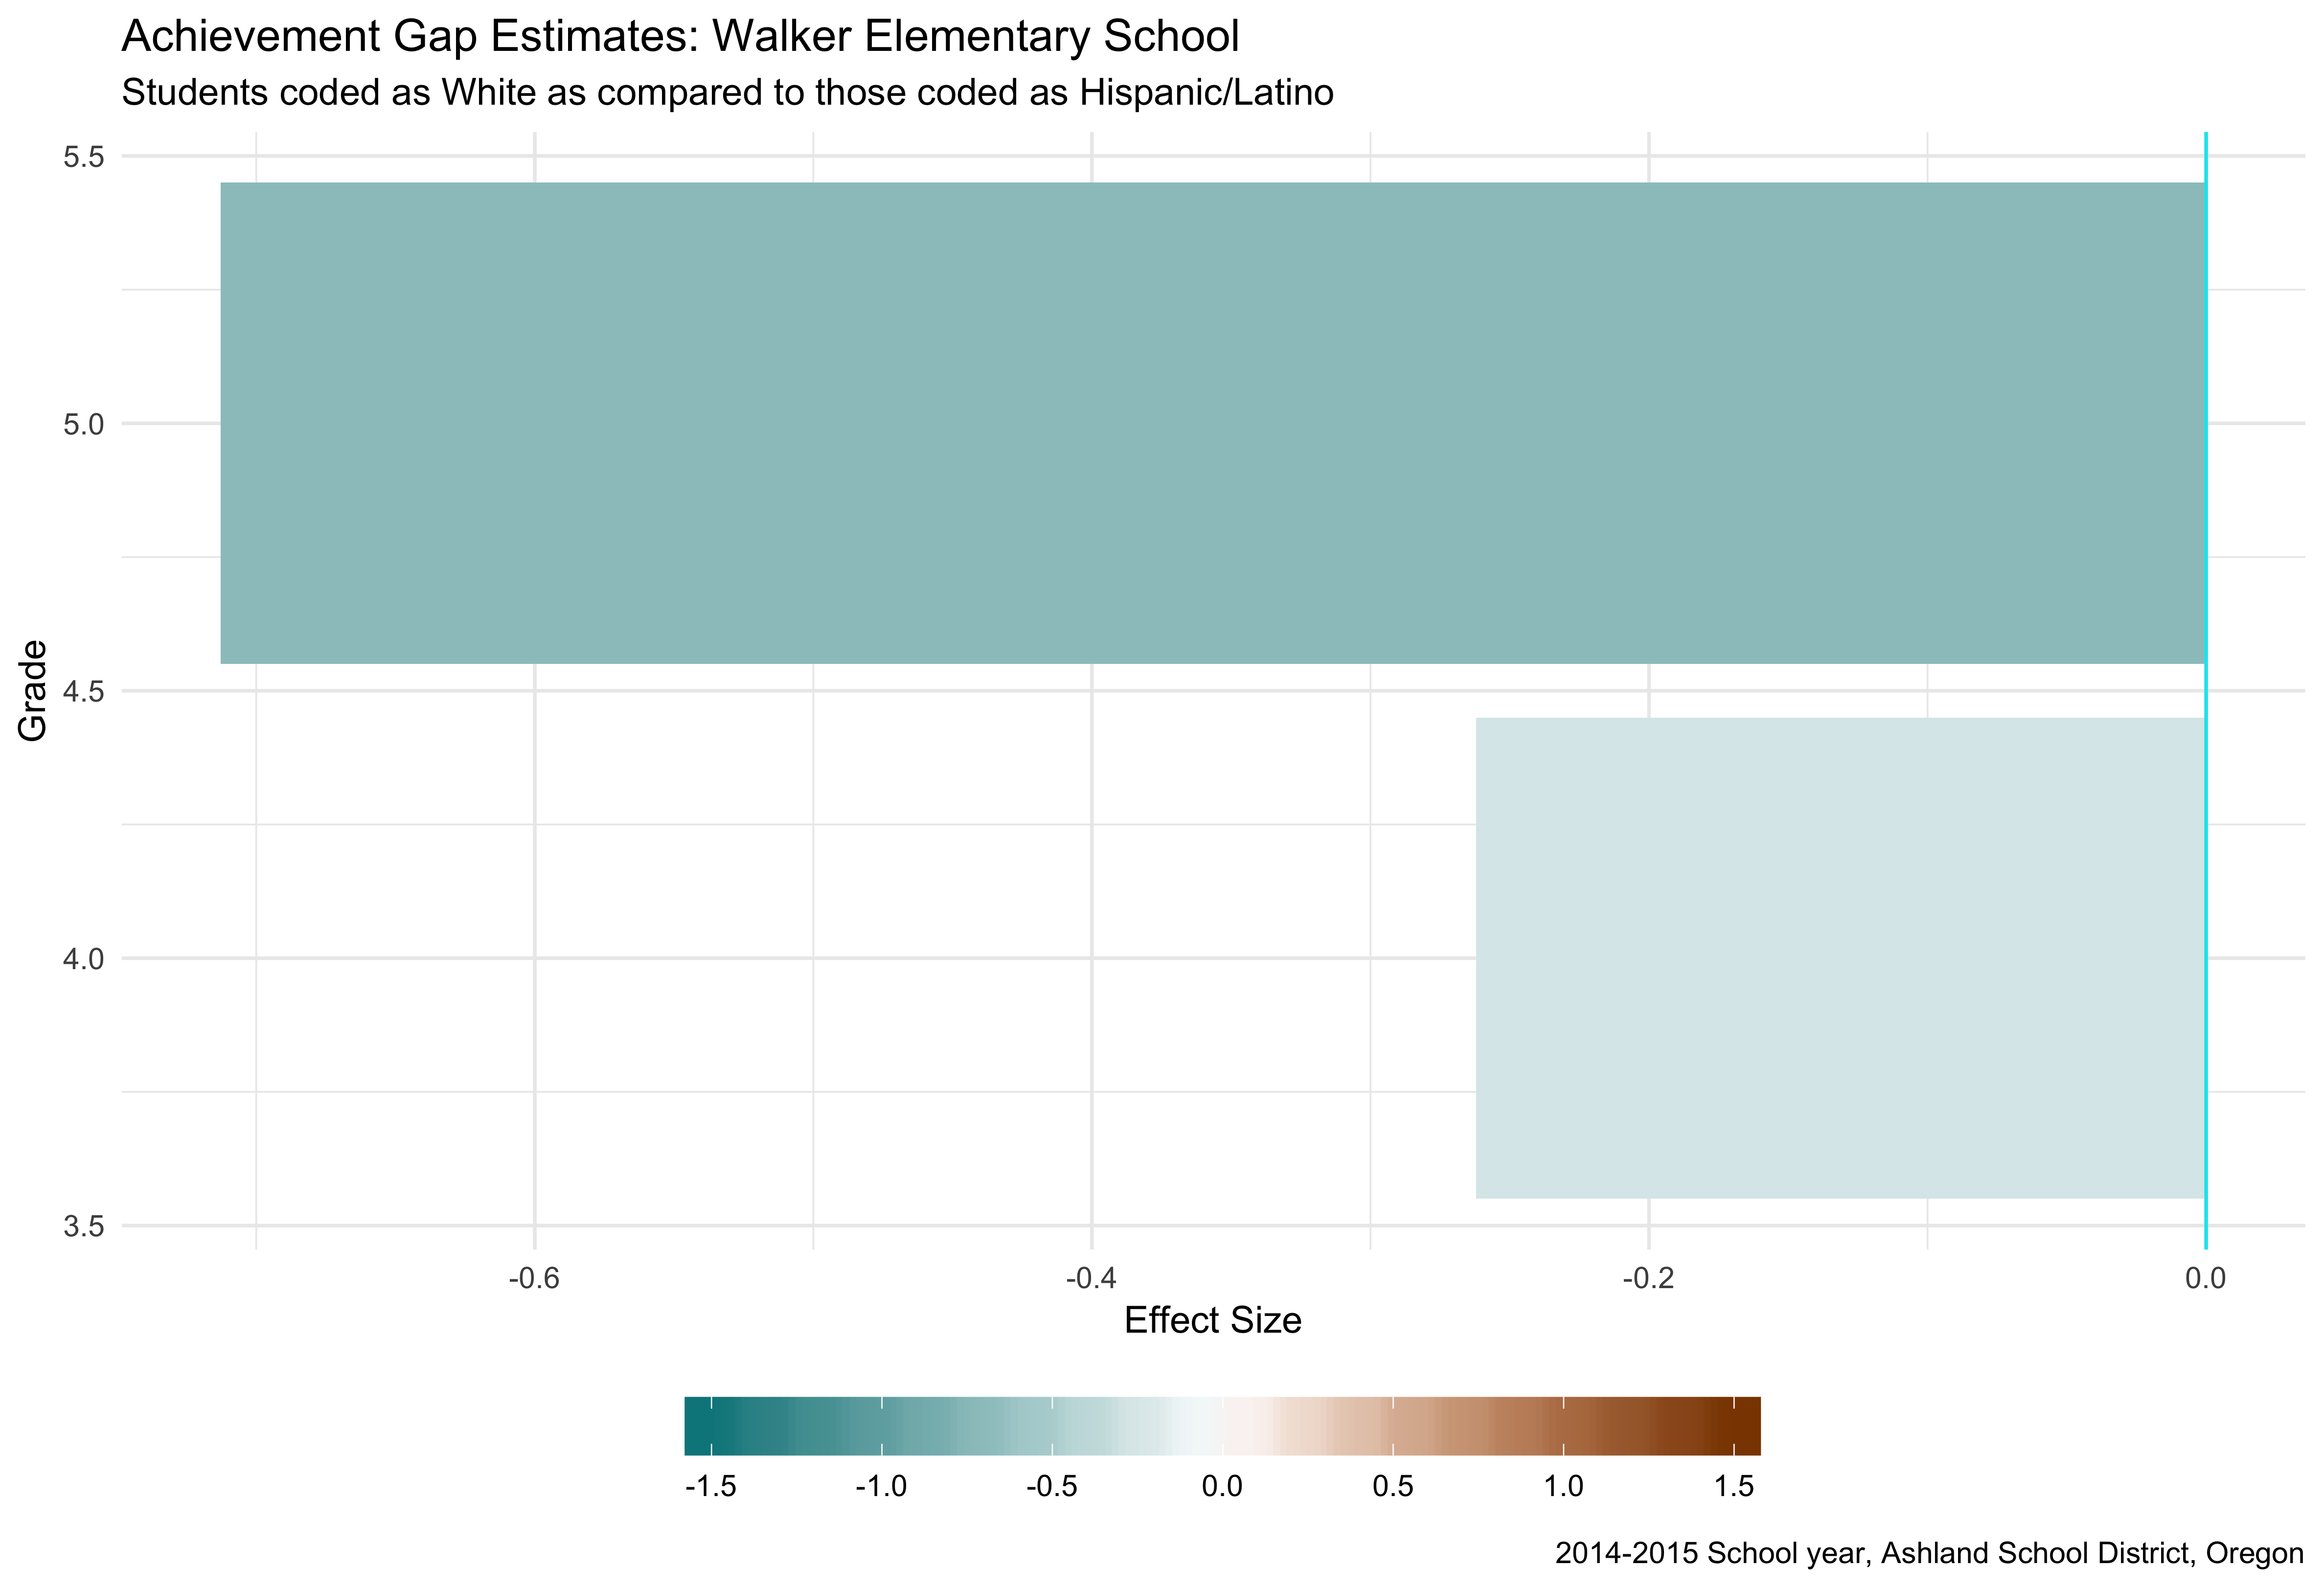 Achievement Gap Estimates: Walker Elementary School
Students coded as White as compared to those coded as Hispanic/Latino
5.5
5.0
4.5
4.0
3.5
Grade
-0.6 -0.4 -0.2 0.0
Effect Size
-1.5 -1.0 -0.5 0.0 0.5 1.0 1.5
2014-2015 School year, Ashland School District, Oregon